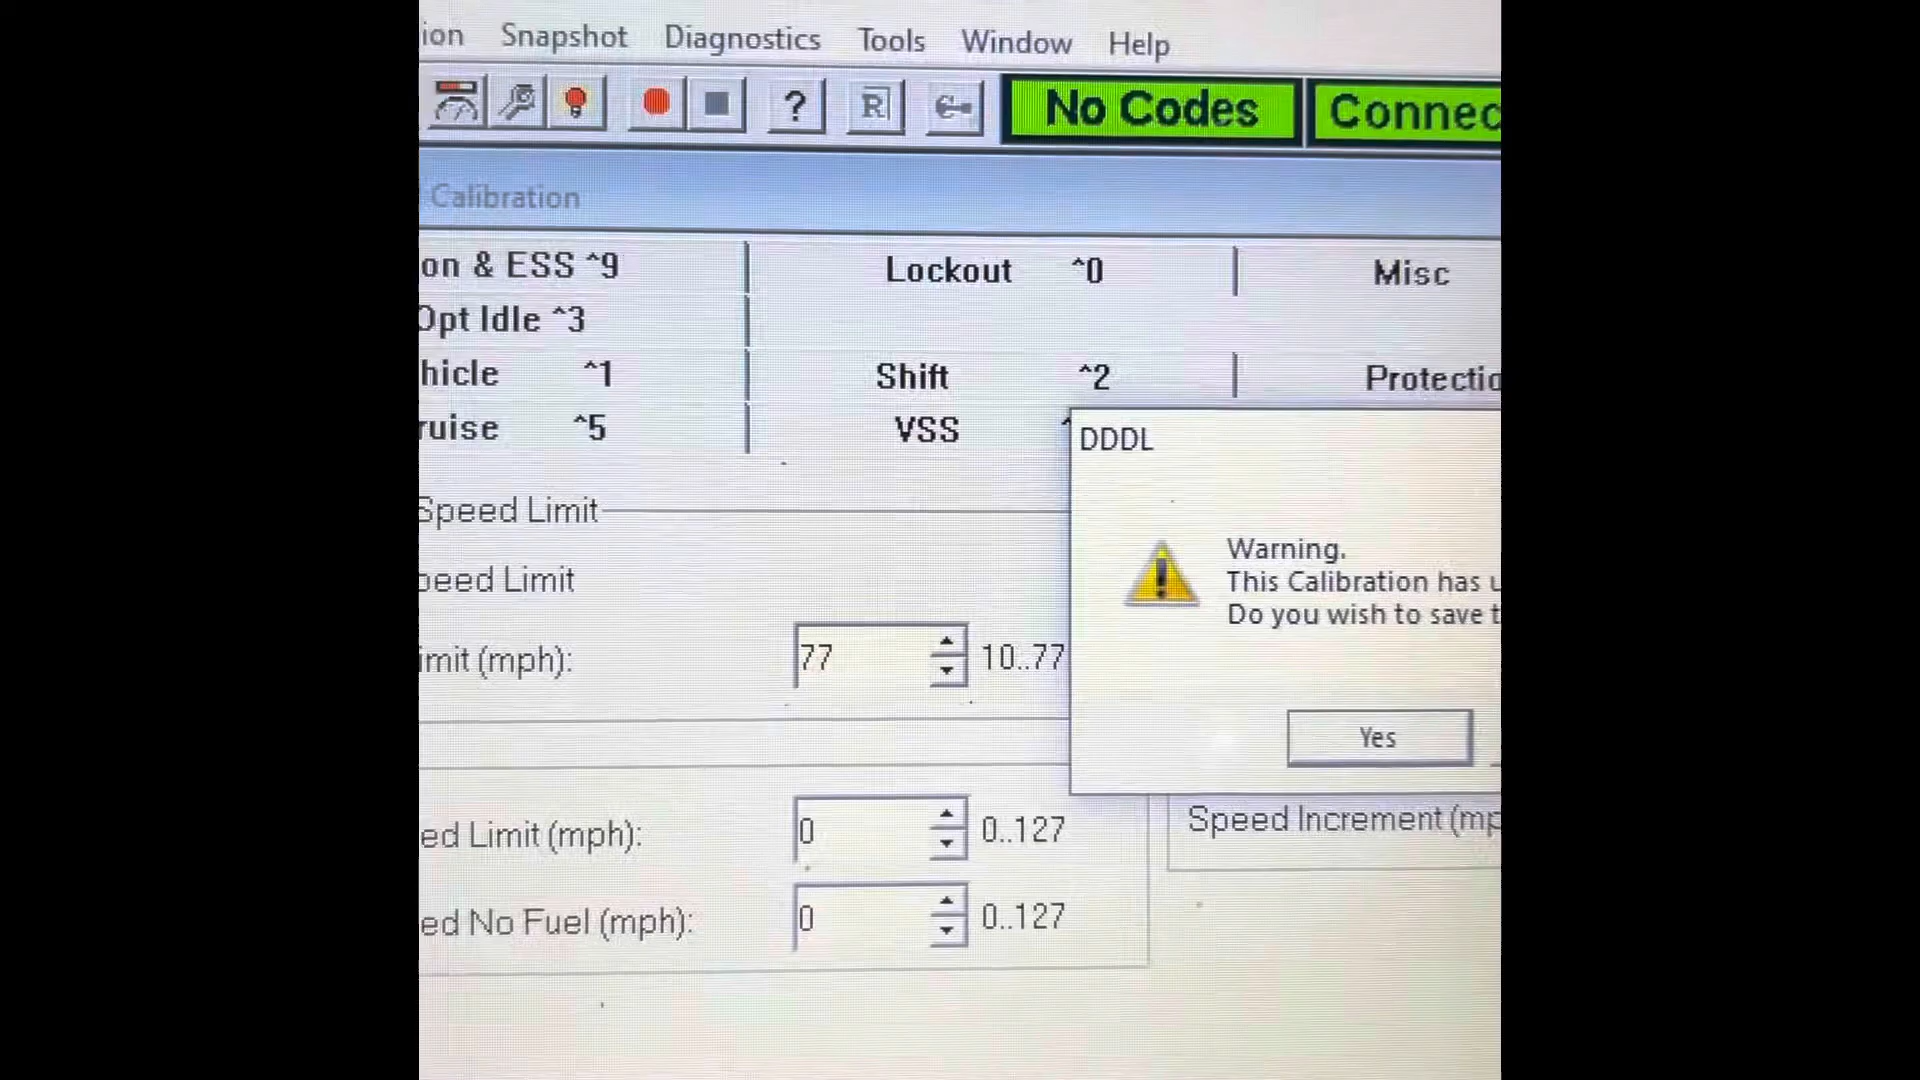 ion Snapshot Diagnostics Tools Window Help
? R No Codes Connec
Calibration
on & ESS ^9 Lockout ^0 Misc
Opt Idle ^3
hicle ^1 Shift ^2 Protectio
ruise ^5 VSS ^
DDDL
Speed Limit
Warning.
peed Limit
This Calibration has u
Do you wish to save t
imit (mph): 77 10..77
Yes
ed Limit (mph): 0 0..127
Speed Increment (mp
ed No Fuel (mph): 0 0..127